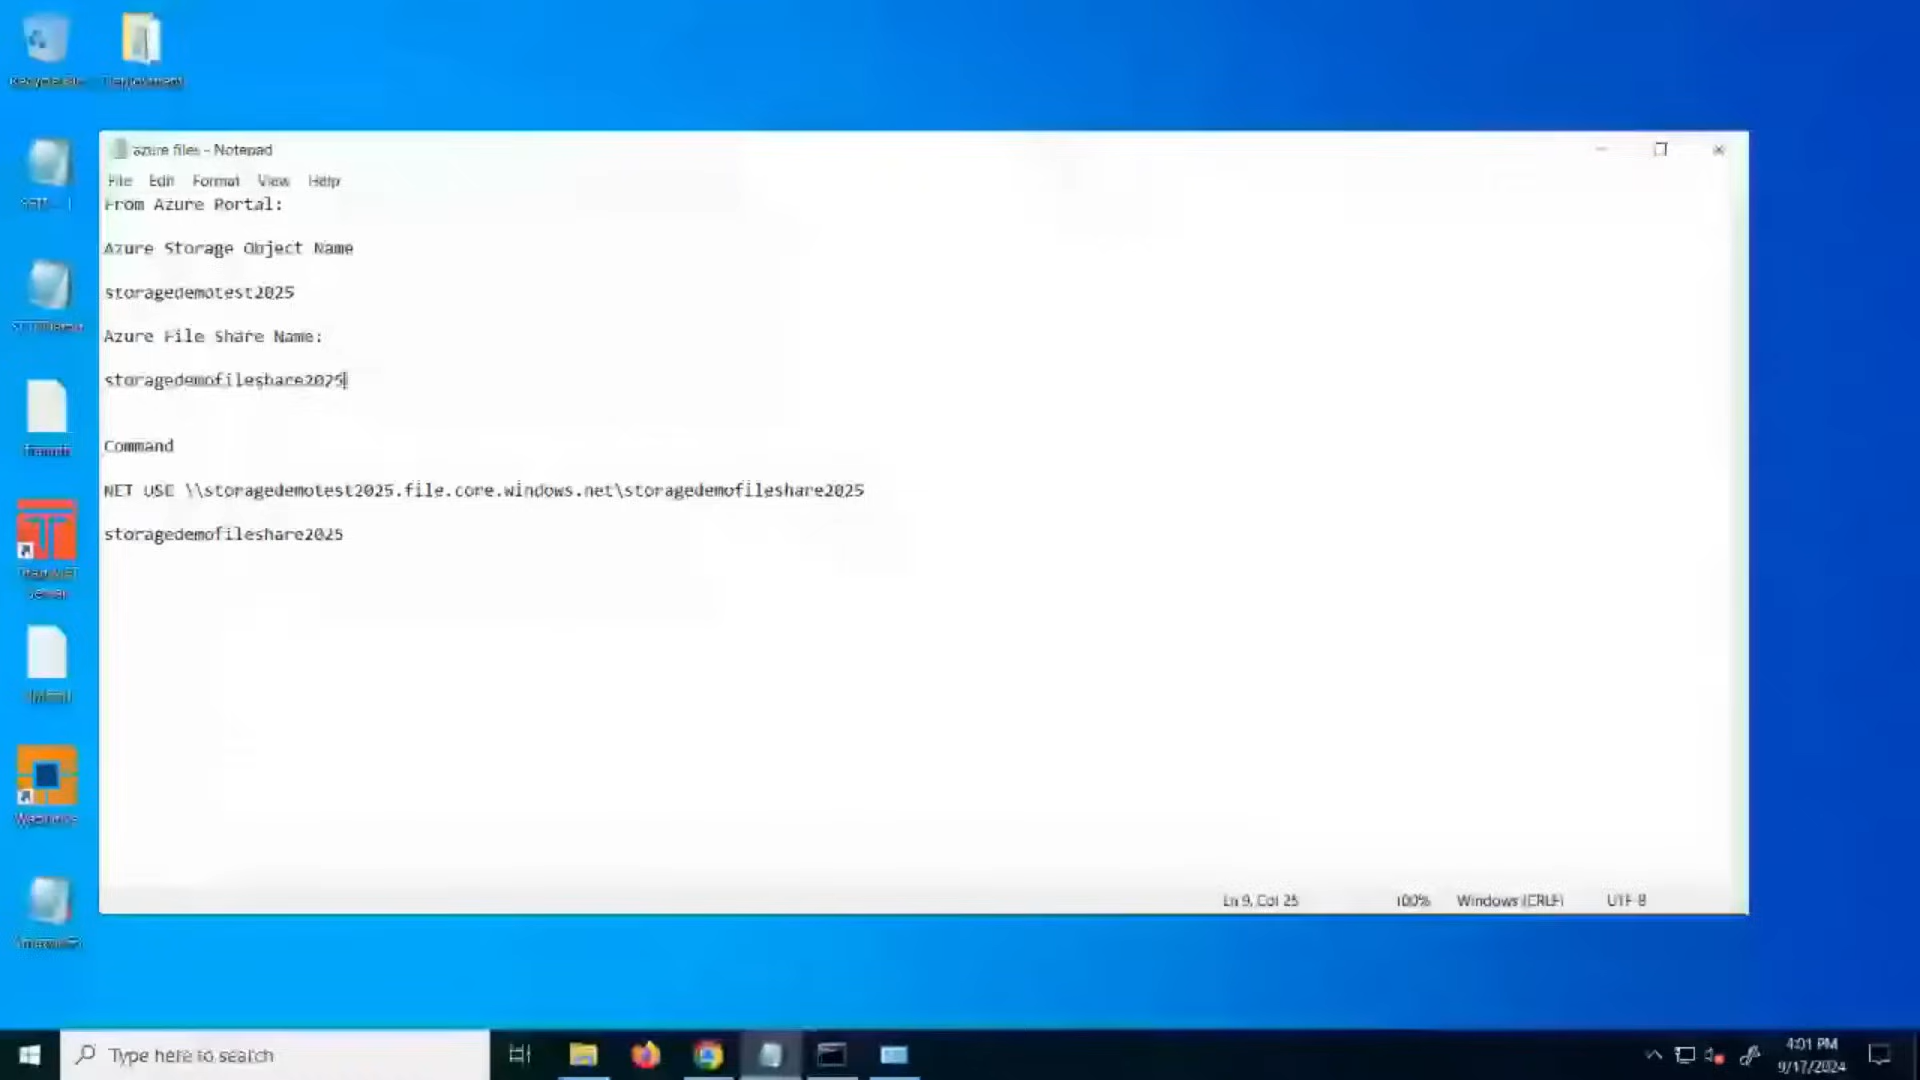 azure files - Notepad
File Edit Format View Help
From Azure Portal:
Azure Storage Object Name
storagedemotest2025
Azure File Share Name:
storagedemofileshare2025
Command
NET USE \\storagedemotest2025.file.core.windows.net\storagedemofileshare2025
storagedemofileshare2025
Ln 9, Col 25 100% Windows (CRLF) UTF-8
Type here to search
4:01 PM
9/17/2024